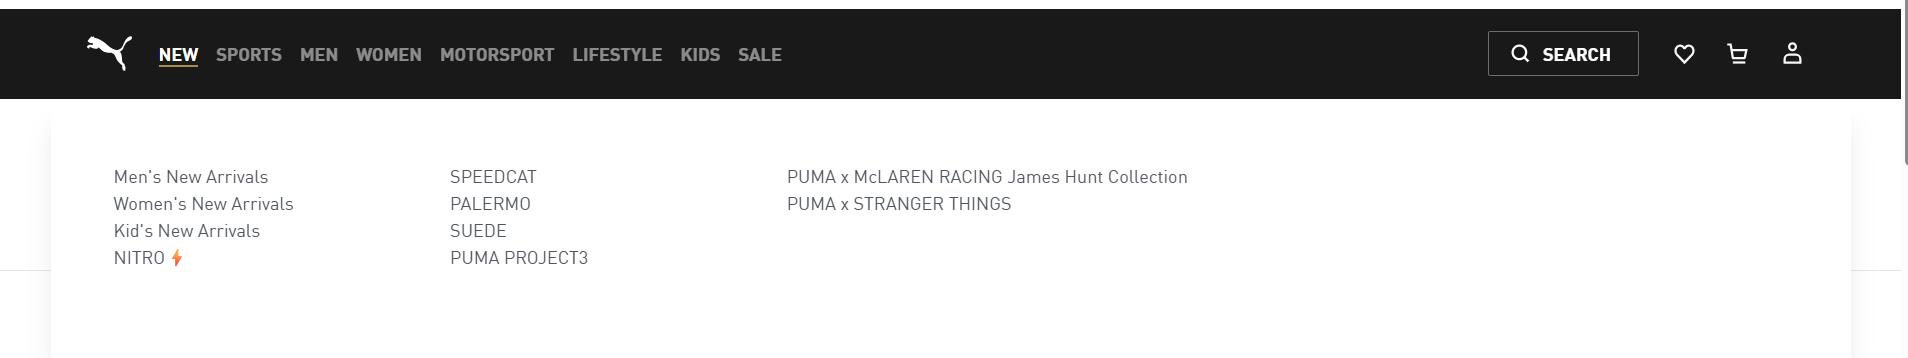 NEW SPORTS MEN WOMEN MOTORSPORT LIFESTYLE KIDS SALE SEARCH
Men's New Arrivals
Women's New Arrivals
Kid's New Arrivals
NITRO
SPEEDCAT
PALERMO
SUEDE
PUMA PROJECT3
PUMA x McLAREN RACING James Hunt Collection
PUMA x STRANGER THINGS